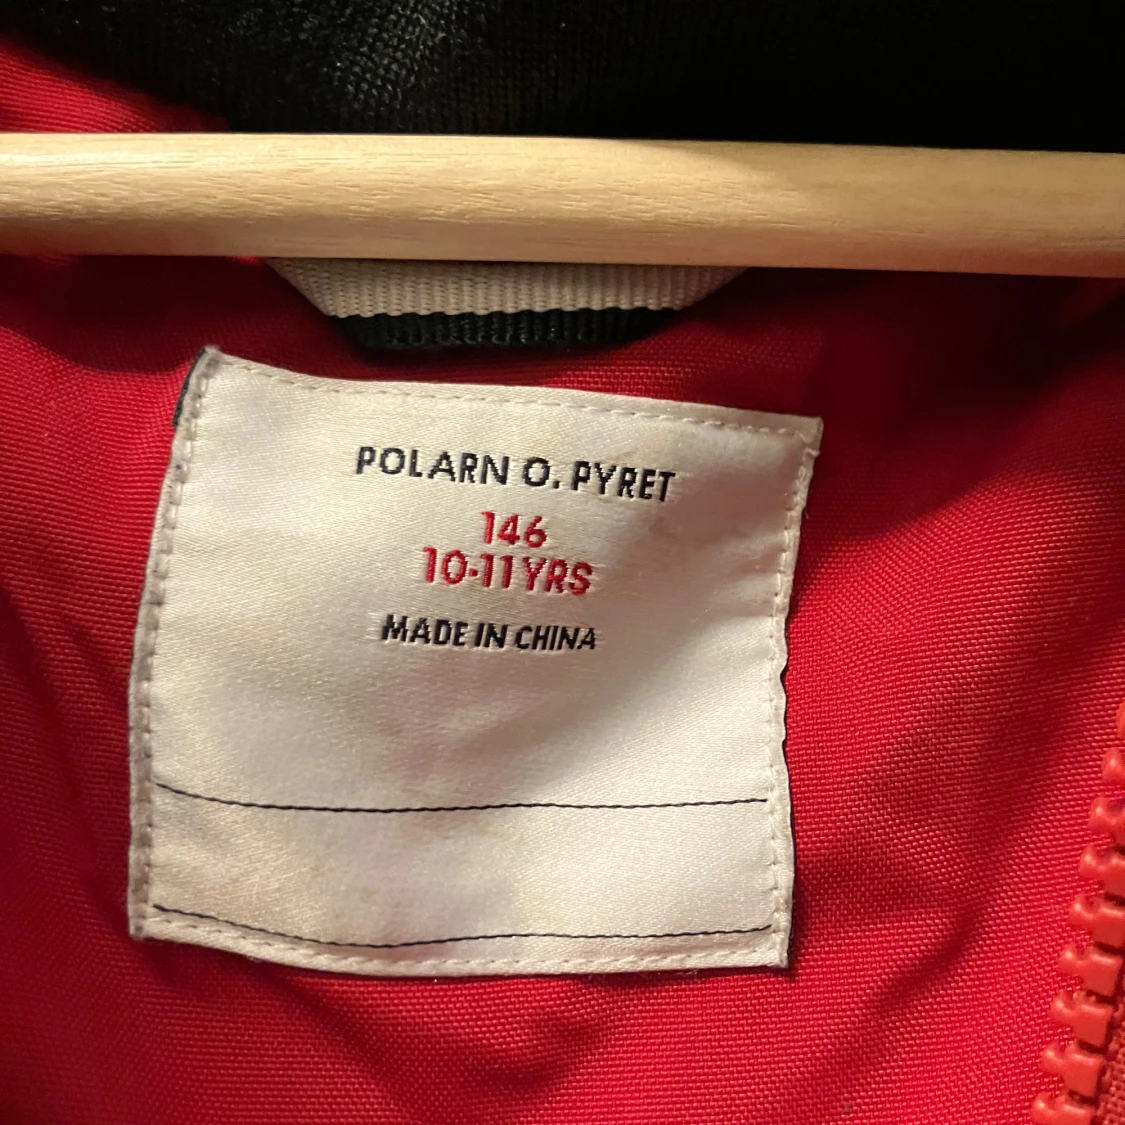 POLARN O. PYRET
146
10-11 YRS
MADE IN CHINA